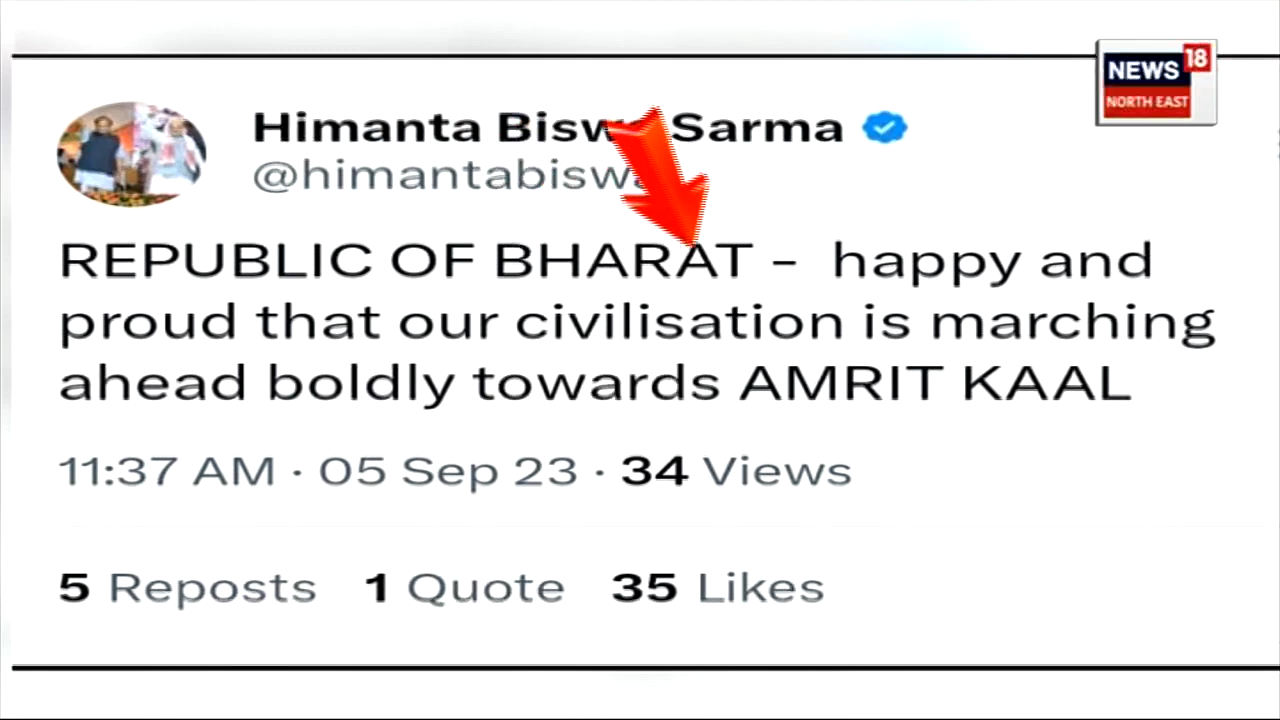 NEWS 18
NORTH EAST
Himanta Biswa Sarma
@himantabiswa
REPUBLIC OF BHARAT - happy and
proud that our civilisation is marching
ahead boldly towards AMRIT KAAL
11:37 AM · 05 Sep 23 · 34 Views
5 Reposts 1 Quote 35 Likes